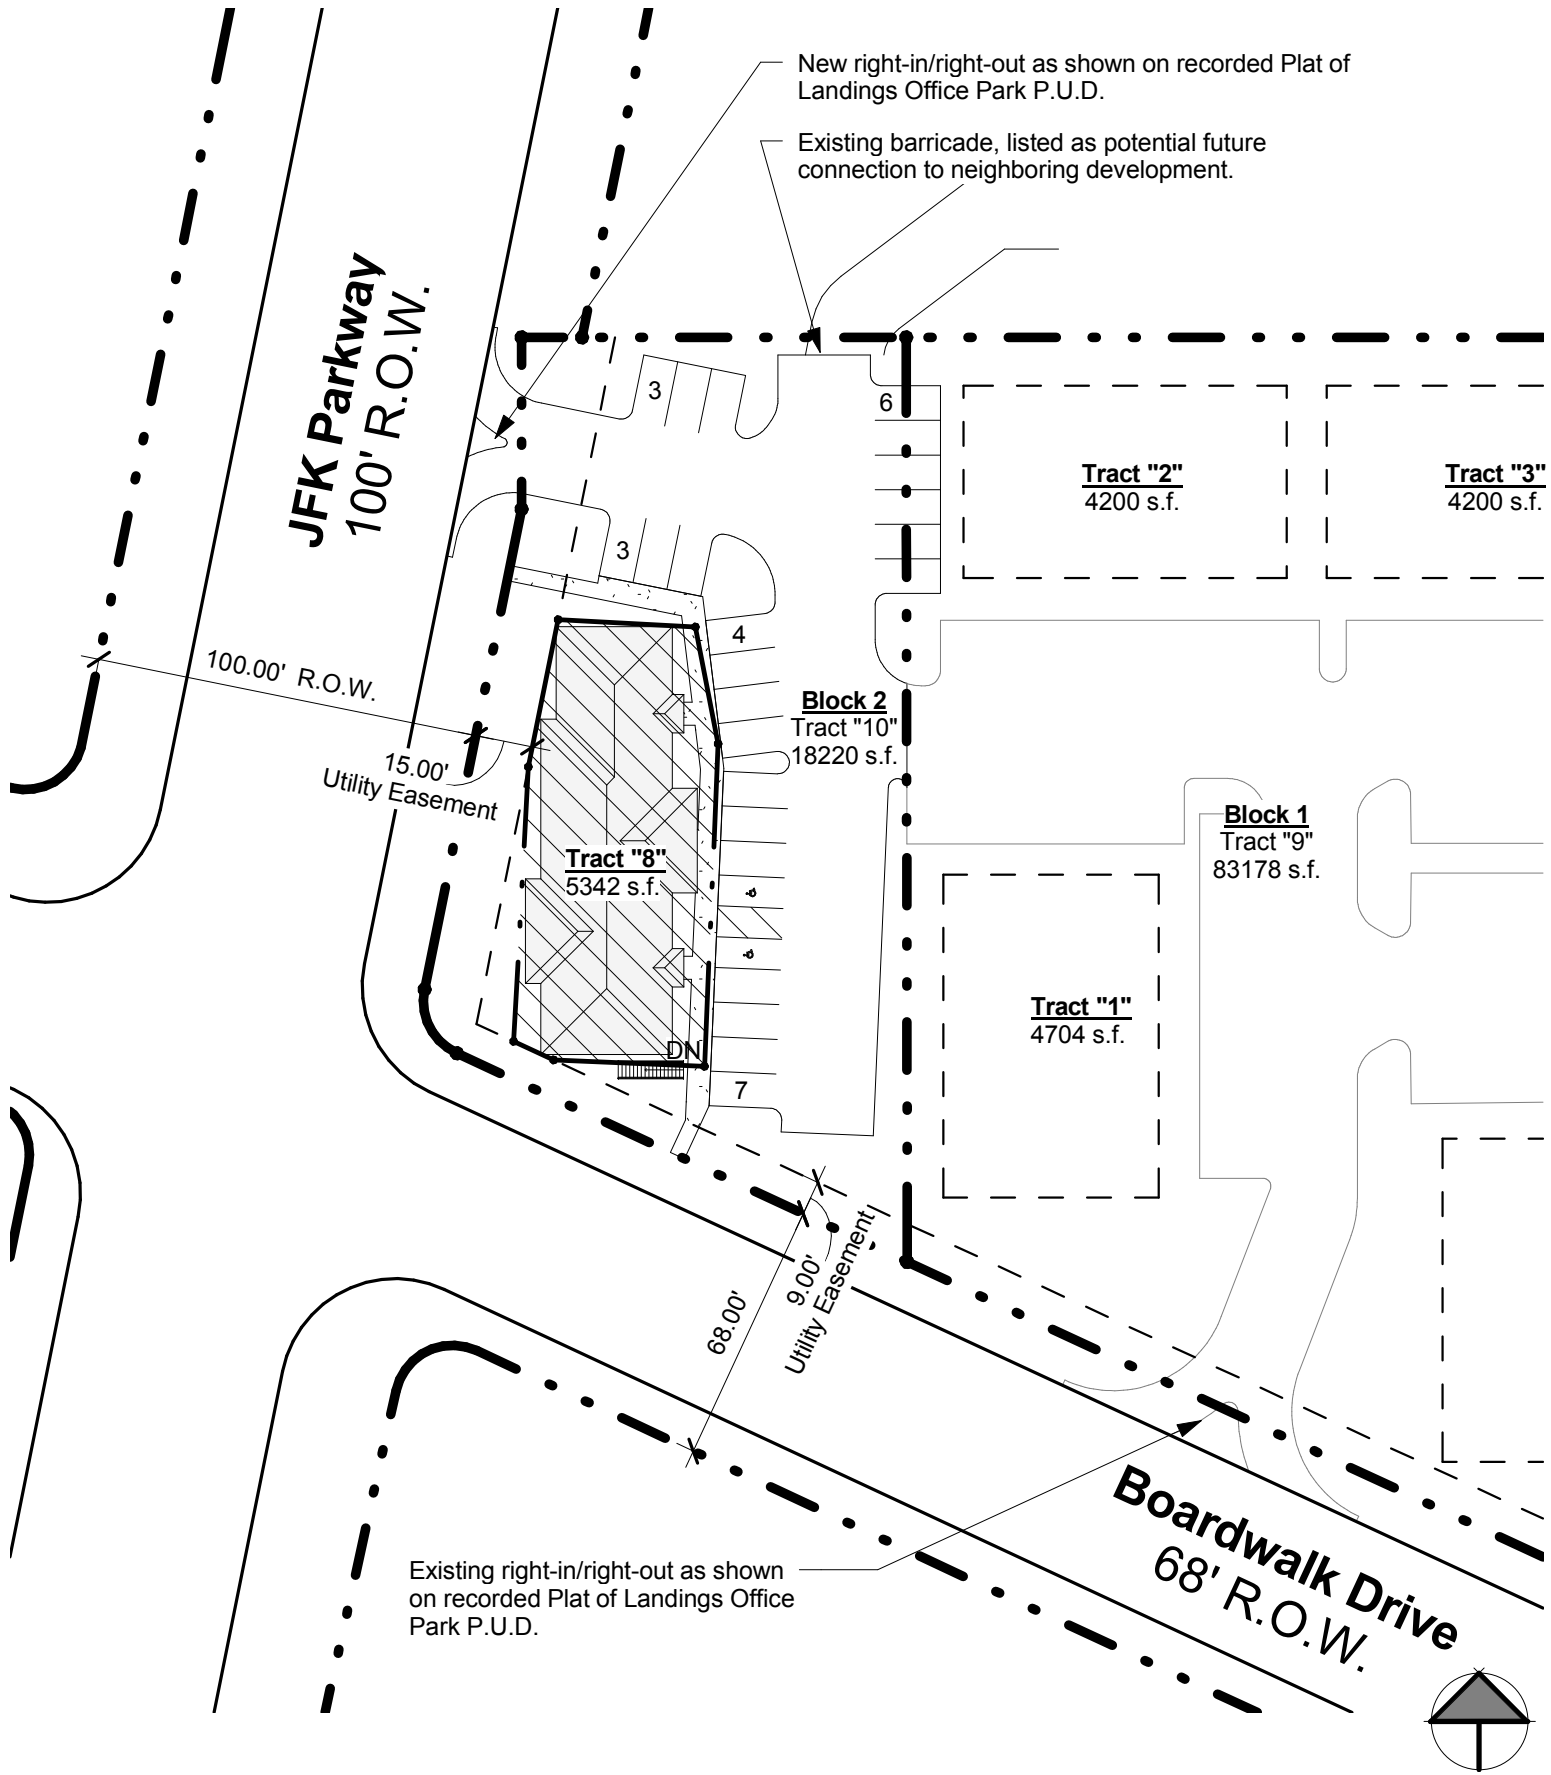 New right-in/right-out as shown on recorded Plat of
Landings Office Park P.U.D.
Existing barricade, listed as potential future
connection to neighboring development.
JFK Parkway
100' R.O.W.
3
6
Tract "2"
4200 s.f.
Tract "3"
4200 s.f.
3
4
100.00' R.O.W.
15.00'
Utility Easement
Block 2
Tract "10"
18220 s.f.
Block 1
Tract "9"
83178 s.f.
Tract "8"
5342 s.f.
Tract "1"
4704 s.f.
DN
7
68.00'
9.00'
Utility Easement
Boardwalk Drive
68' R.O.W.
Existing right-in/right-out as shown
on recorded Plat of Landings Office
Park P.U.D.